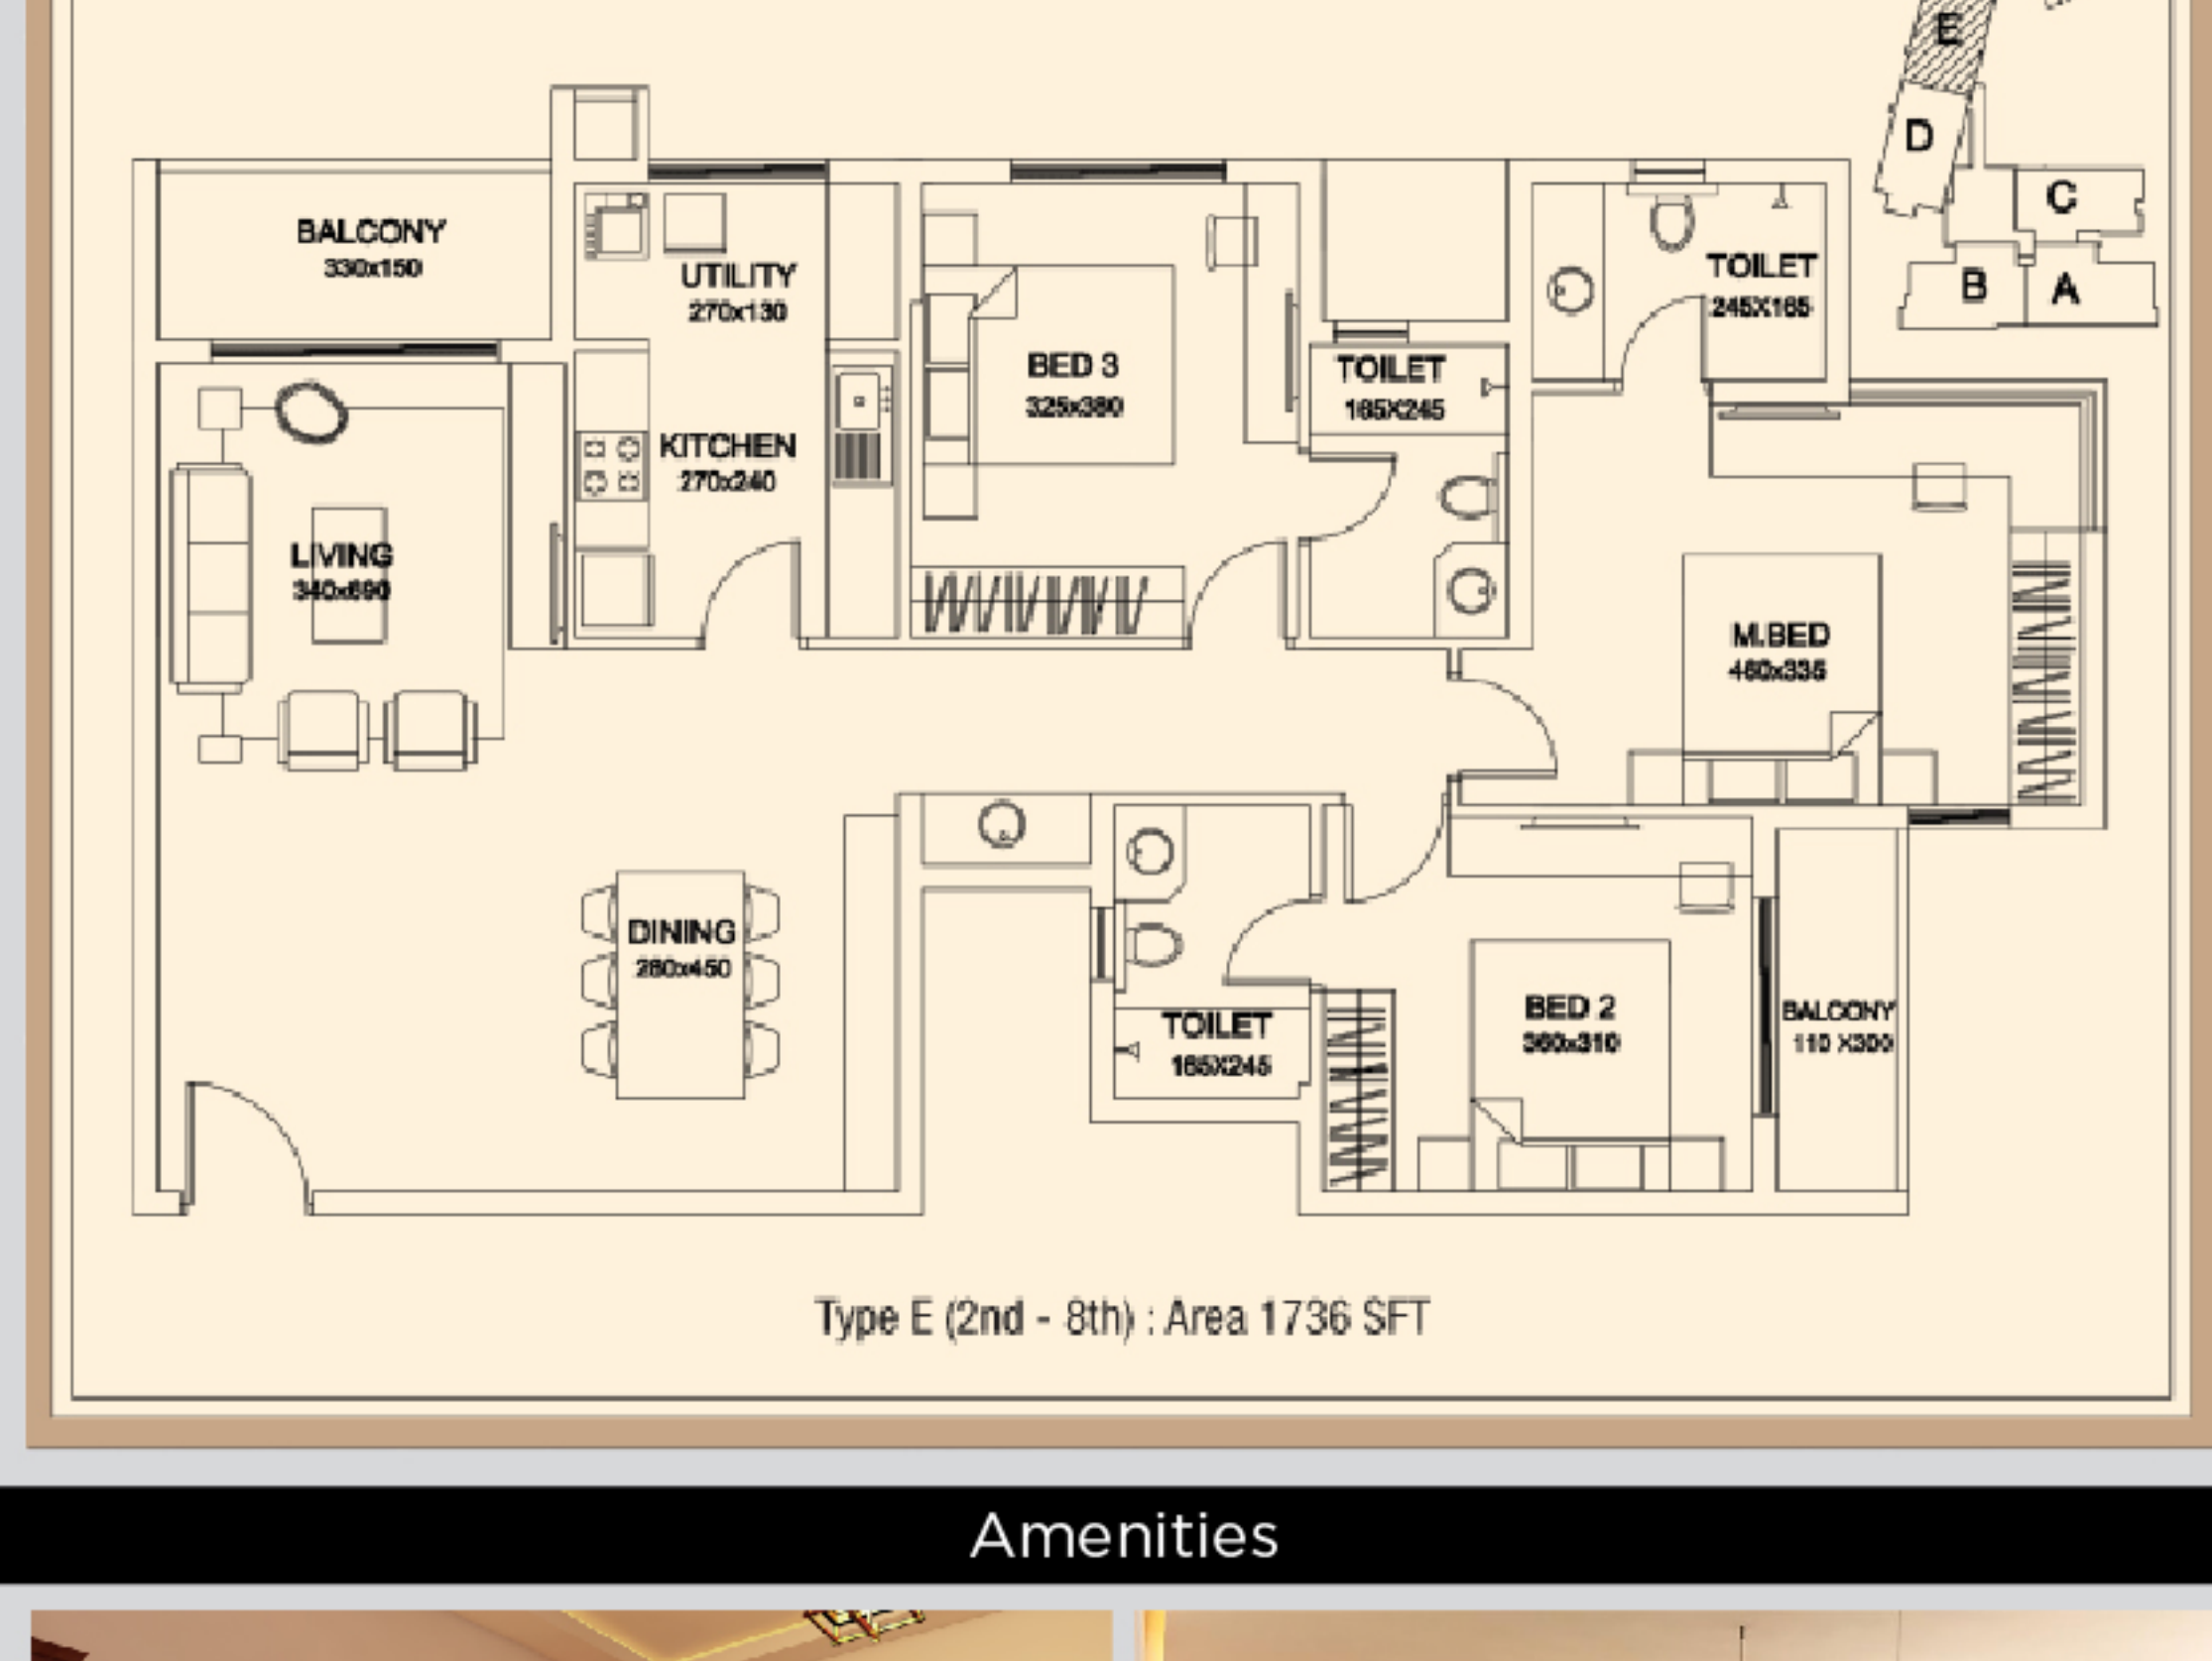 E
D
C
B
A
BALCONY
330x150
UTILITY
270x130
TOILET
245X165
BED 3
325x380
TOILET
165X245
KITCHEN
270x240
LIVING
340x690
M.BED
460x335
DINING
280x450
BED 2
360x310
BALCONY
110 X300
TOILET
165X245
Type E (2nd - 8th) : Area 1736 SFT
Amenities